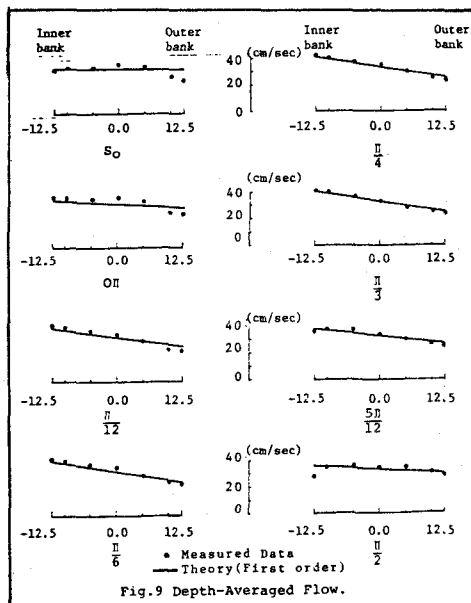 Inner bank Outer bank (cm/sec) Inner bank Outer bank
40
20
0
-12.5 0.0 12.5 -12.5 0.0 12.5
S₀ π/4
(cm/sec)
40
20
0
-12.5 0.0 12.5 -12.5 0.0 12.5
0π π/3
(cm/sec)
40
20
0
-12.5 0.0 12.5 -12.5 0.0 12.5
π/12 5π/12
(cm/sec)
40
20
0
-12.5 0.0 12.5 -12.5 0.0 12.5
π/6 π/2
• Measured Data
— Theory(First order)
Fig.9 Depth-Averaged Flow.